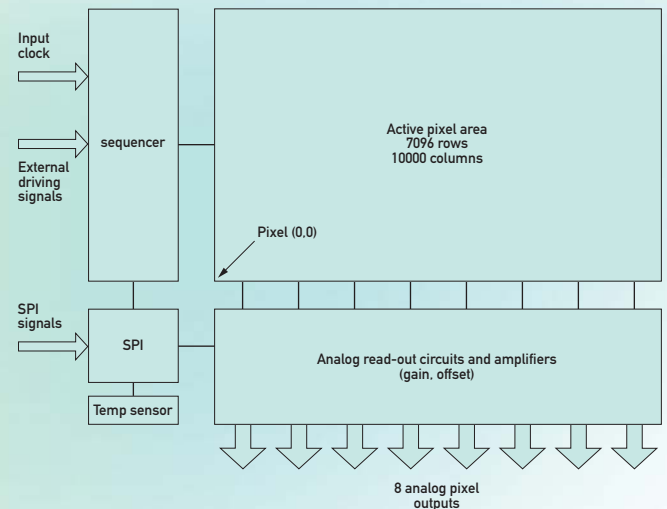 Input
clock
sequencer
External
driving
signals
Active pixel area
7096 rows
10000 columns
Pixel (0,0)
SPI
signals
SPI
Temp sensor
Analog read-out circuits and amplifiers
(gain, offset)
8 analog pixel
outputs